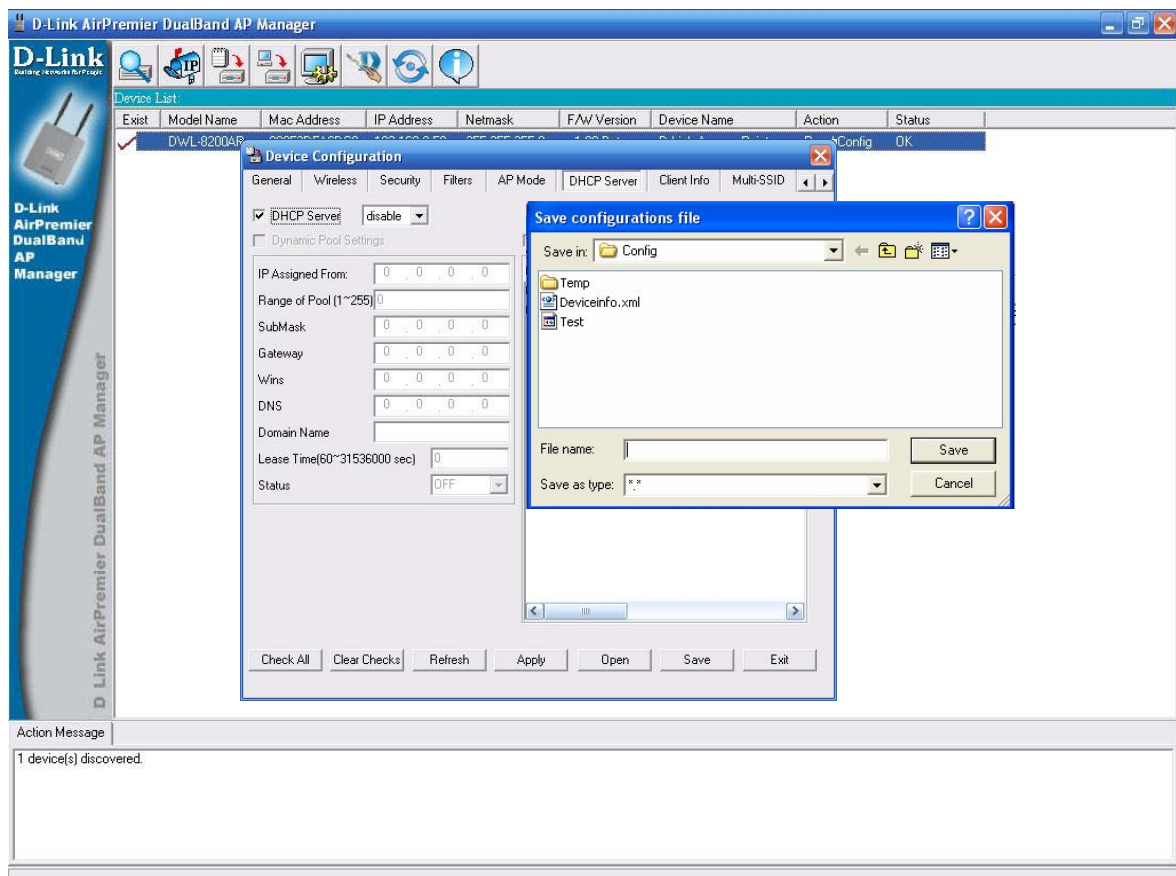 D-Link AirPremier DualBand AP Manager
D-Link
Building Networks for People
Device List:
Exist Model Name Mac Address IP Address Netmask F/W Version Device Name Action Status
DWL-8200AP OK
D-Link
AirPremier
DualBand
AP
Manager
D Link AirPremier DualBand AP Manager
Device Configuration
General Wireless Security Filters AP Mode DHCP Server Client Info Multi-SSID
DHCP Server disable
Dynamic Pool Settings
IP Assigned From: 0 . 0 . 0 . 0
Range of Pool (1~255) 0
SubMask 0 . 0 . 0 . 0
Gateway 0 . 0 . 0 . 0
Wins 0 . 0 . 0 . 0
DNS 0 . 0 . 0 . 0
Domain Name
Lease Time(60~31536000 sec) 0
Status OFF
Save configurations file
Save in: Config
Temp
Deviceinfo.xml
Test
File name:
Save
Save as type: *.*
Cancel
Check All Clear Checks Refresh Apply Open Save Exit
Action Message
1 device(s) discovered.